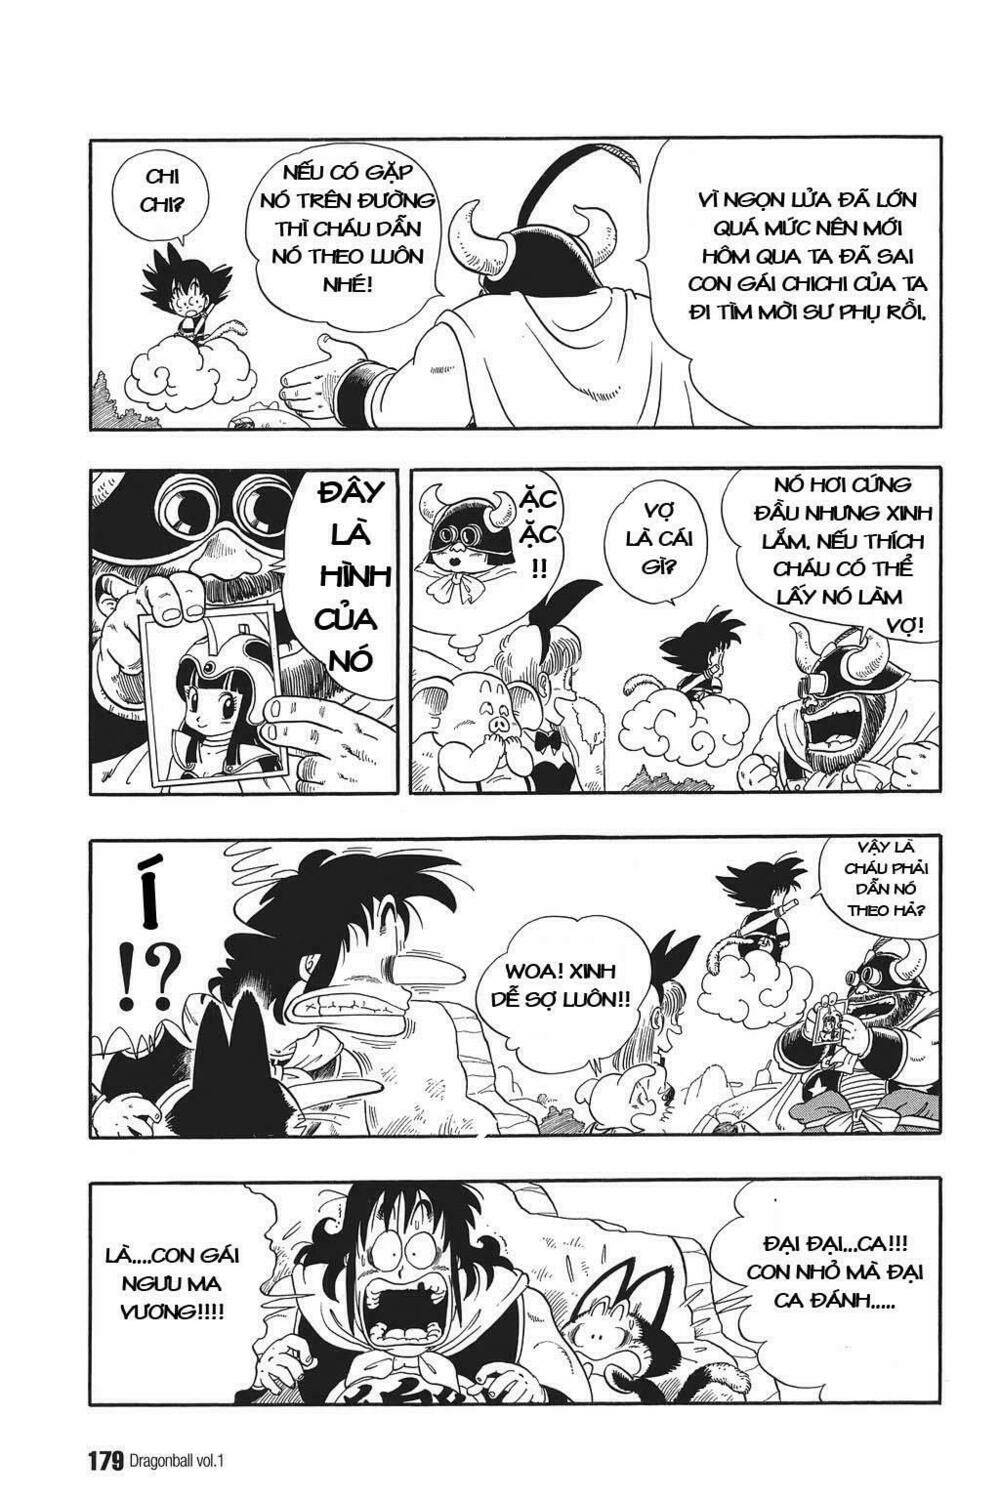 VÌ NGỌN LỬA ĐÃ LỚN
QUÁ MỨC NÊN MỚI
HÔM QUA TA ĐÃ SAI
CON GÁI CHICHI CỦA TA
ĐI TÌM MỜI SƯ PHỤ RỒI.
NẾU CÓ GẶP
NÓ TRÊN ĐƯỜNG
THÌ CHÁU DẪN
NÓ THEO LUÔN
NHÉ!
CHI
CHI?
NÓ HƠI CỨNG
ĐẦU NHƯNG XINH
LẮM. NẾU THÍCH
CHÁU CÓ THỂ
LẤY NÓ LÀM
VỢ!
VỢ
LÀ CÁI
GÌ?
ẶC
ẶC
!!
ĐÂY
LÀ
HÌNH
CỦA
NÓ
VẬY LÀ
CHÁU PHẢI
DẪN NÓ
THEO HẢ?
WOA! XINH
DỄ SỢ LUÔN!!
Í
!?
ĐẠI ĐẠI...CA!!!
CON NHỎ MÀ ĐẠI
CA ĐÁNH.....
LÀ....CON GÁI
NGƯU MA
VƯƠNG!!!!
179 Dragonball vol.1